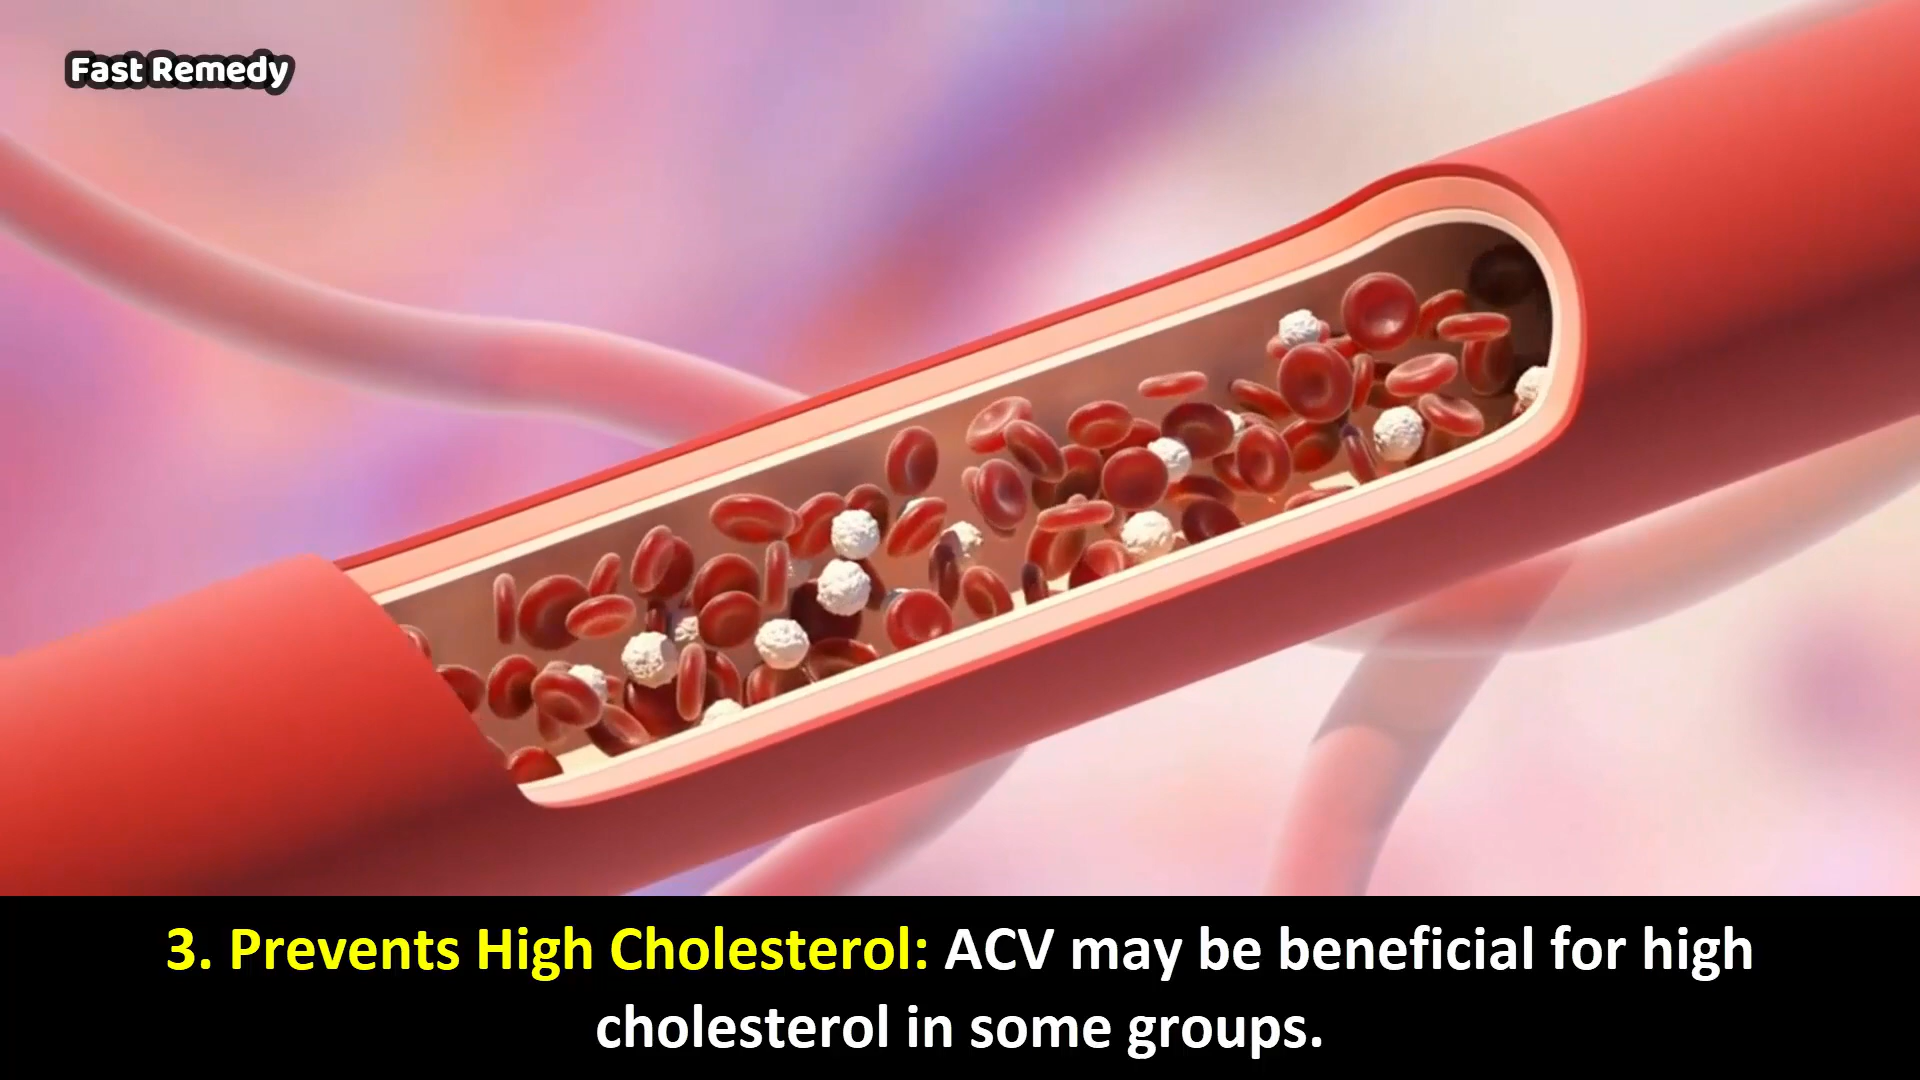 Fast Remedy
3. Prevents High Cholesterol: ACV may be beneficial for high
cholesterol in some groups.